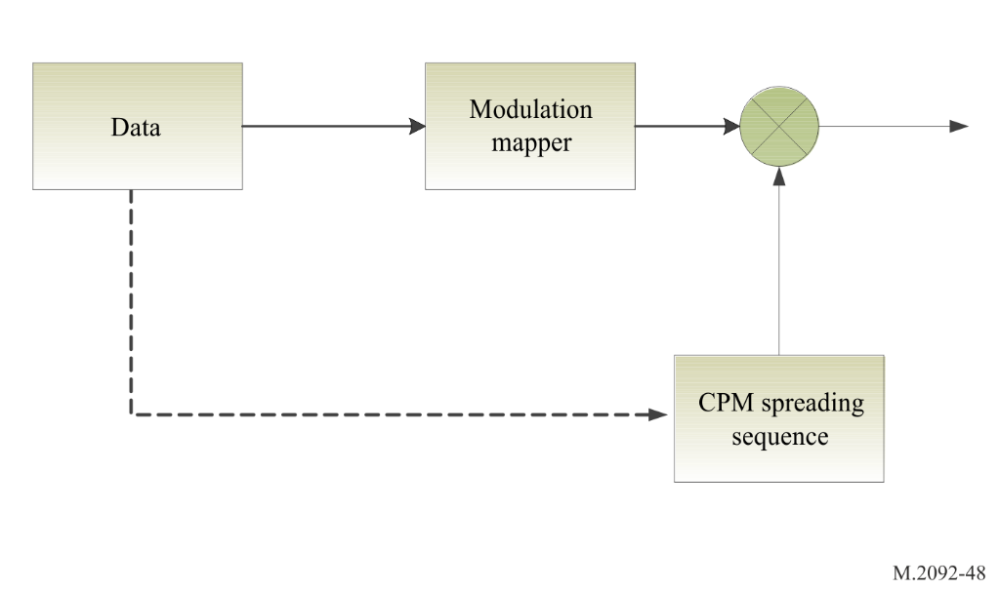 Data
Modulation
mapper
CPM spreading
sequence
M.2092-48